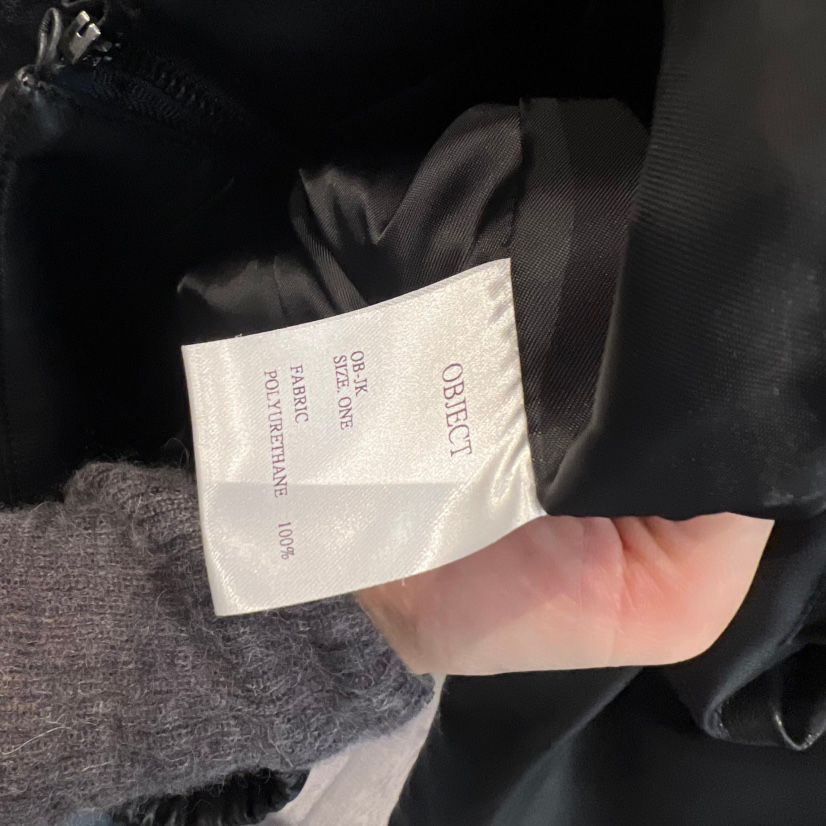 OBJECT
OB-JK
SIZE. ONE
FABRIC
POLYURETHANE 100%